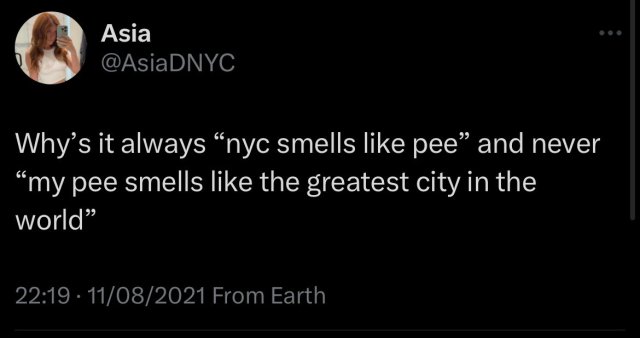 Asia
@AsiaDNYC
Why’s it always “nyc smells like pee” and never
“my pee smells like the greatest city in the
world”
22:19 · 11/08/2021 From Earth